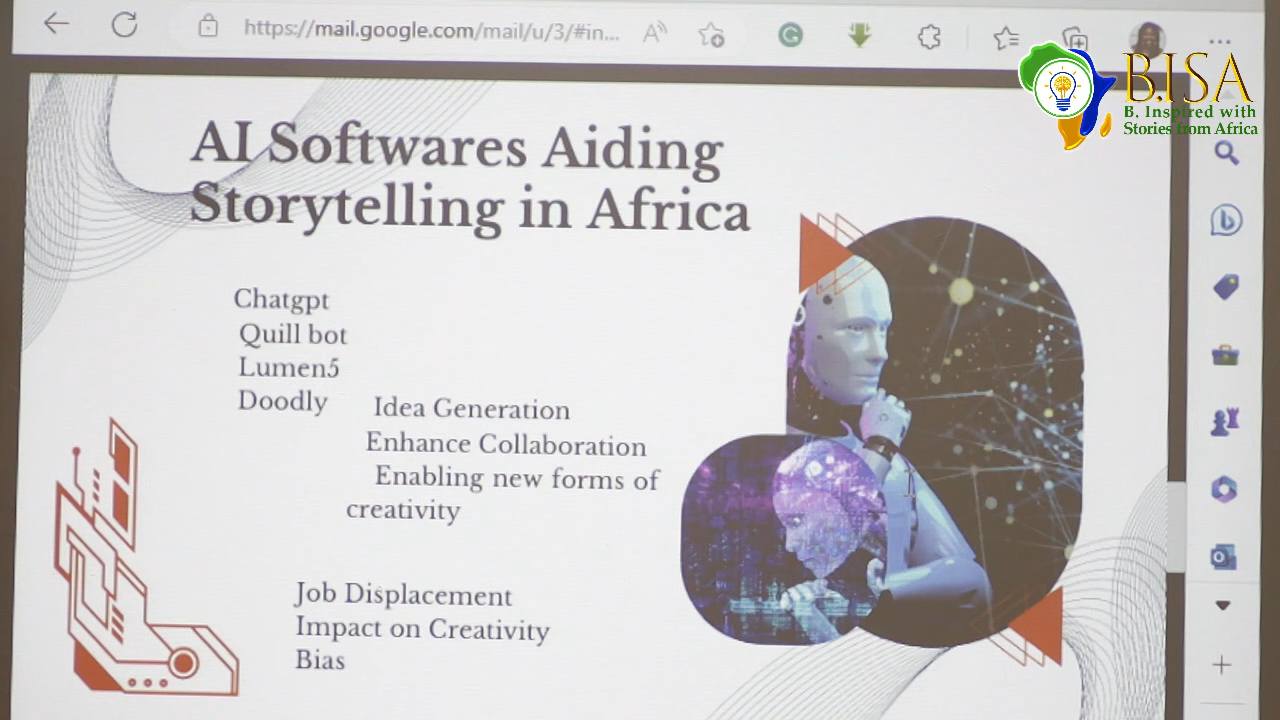 https://mail.google.com/mail/u/3/#in...
B.ISA
B. Inspired with
Stories from Africa
AI Softwares Aiding
Storytelling in Africa
Chatgpt
Quill bot
Lumen5
Doodly
Idea Generation
Enhance Collaboration
Enabling new forms of
creativity
Job Displacement
Impact on Creativity
Bias